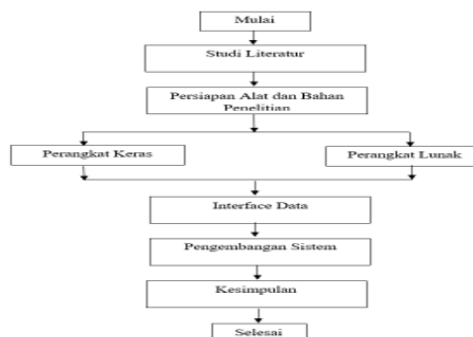 Mulai
Studi Literatur
Persiapan Alat dan Bahan
Penelitian
Perangkat Keras
Perangkat Lunak
Interface Data
Pengembangan Sistem
Kesimpulan
Selesai